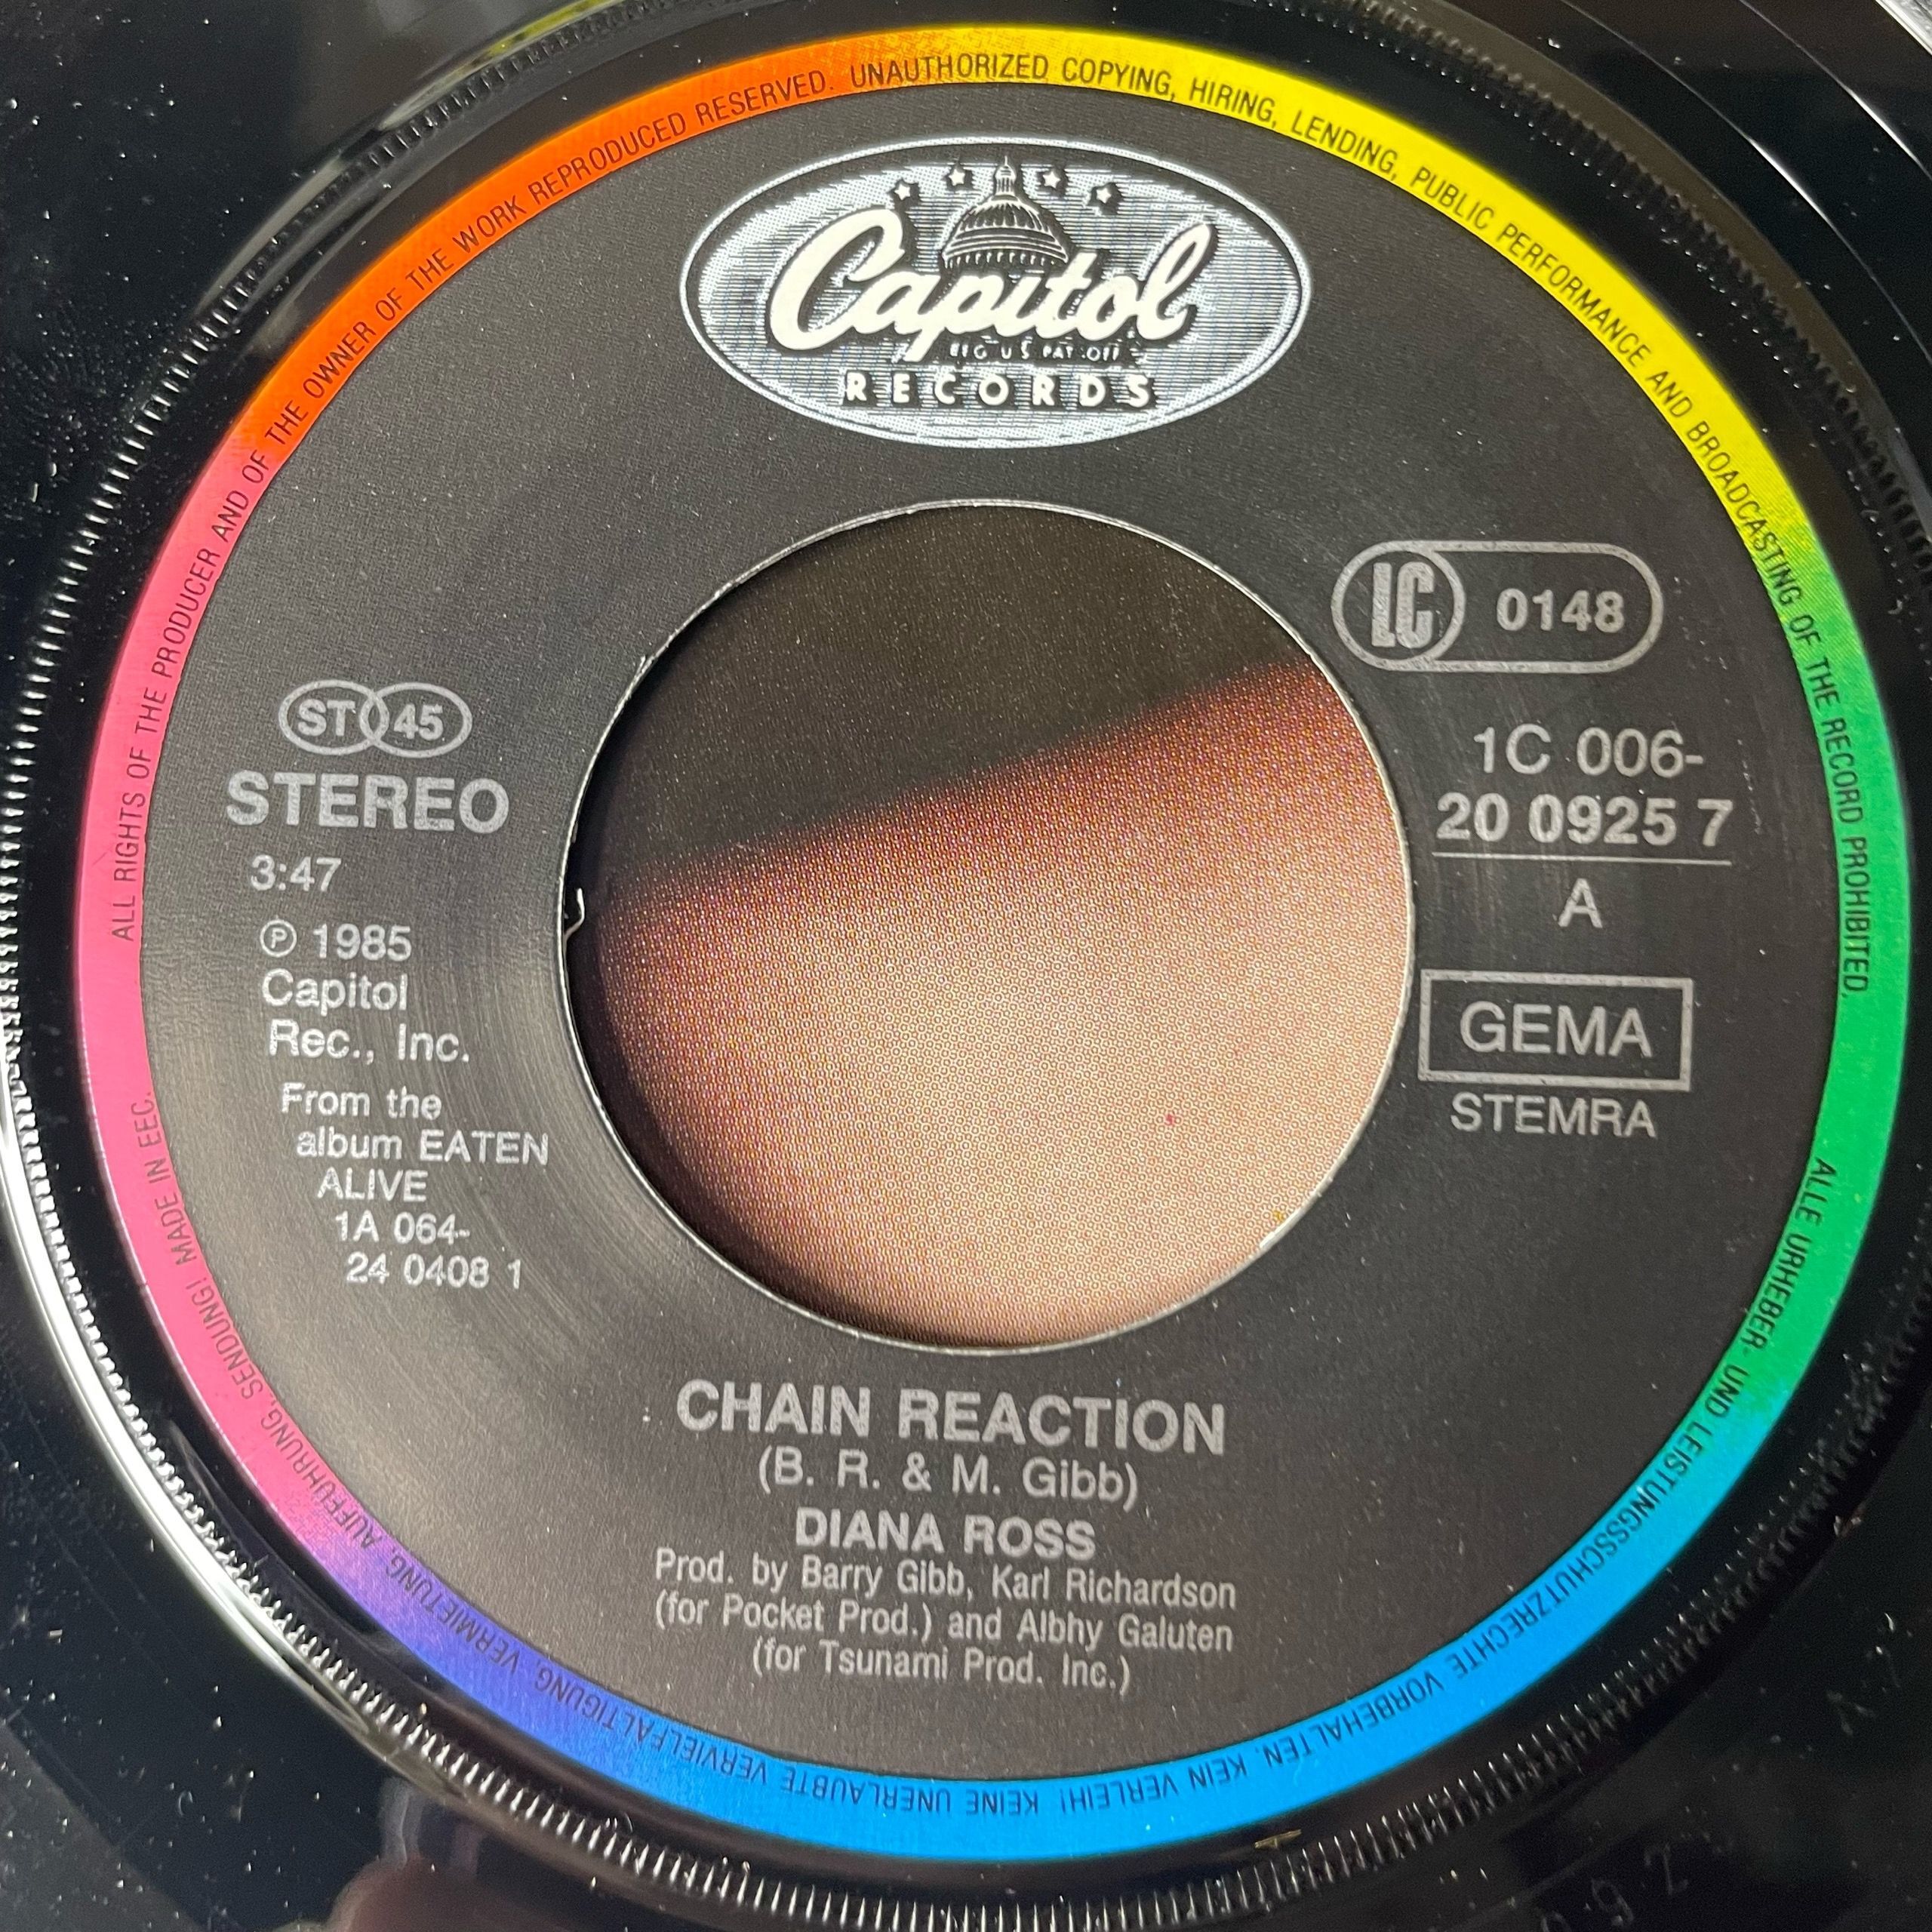 ALL RIGHTS OF THE PRODUCER AND OF THE OWNER OF THE WORK REPRODUCED RESERVED. UNAUTHORIZED COPYING, HIRING, LENDING, PUBLIC PERFORMANCE AND BROADCASTING OF THE RECORD PROHIBITED.
Capitol
REG U S PAT OFF
RECORDS
LC 0148
1C 006-
20 0925 7
A
GEMA
STEMRA
ST 45
STEREO
3:47
Ⓟ 1985
Capitol
Rec., Inc.
From the
album EATEN
ALIVE
1A 064-
24 0408 1
CHAIN REACTION
(B. R. & M. Gibb)
DIANA ROSS
Prod. by Barry Gibb, Karl Richardson
(for Pocket Prod.) and Albhy Galuten
(for Tsunami Prod. Inc.)
ALLE URHEBER- UND LEISTUNGSSCHUTZRECHTE VORBEHALTEN. KEIN VERLEIH! KEINE UNERLAUBTE VERVIELFÄLTIGUNG, VERMIETUNG, AUFFÜHRUNG, SENDUNG! MADE IN EEC.